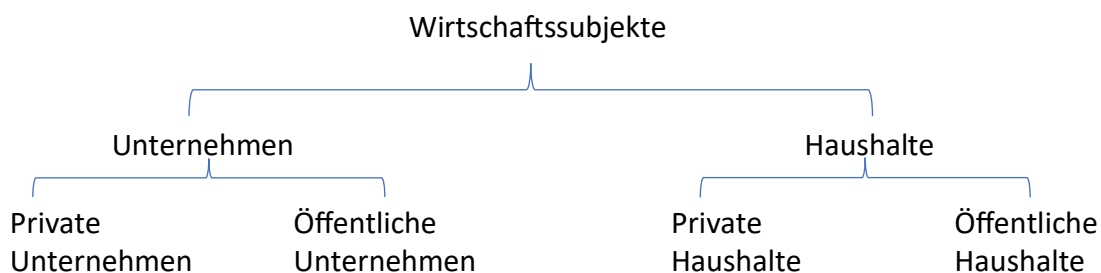 Wirtschaftssubjekte
Unternehmen
Haushalte
Private
Unternehmen
Öffentliche
Unternehmen
Private
Haushalte
Öffentliche
Haushalte